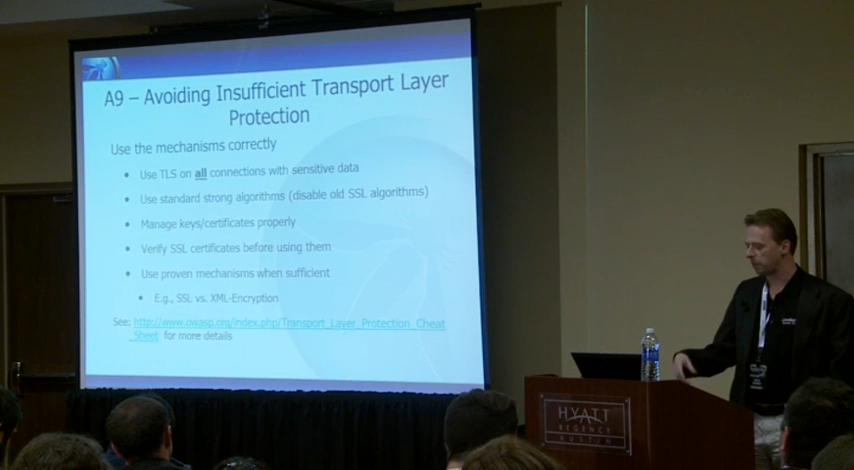 A9 – Avoiding Insufficient Transport Layer
Protection
Use the mechanisms correctly
• Use TLS on all connections with sensitive data
• Use standard strong algorithms (disable old SSL algorithms)
• Manage keys/certificates properly
• Verify SSL certificates before using them
• Use proven mechanisms when sufficient
• E.g., SSL vs. XML-Encryption
See: http://www.owasp.org/index.php/Transport_Layer_Protection_Cheat
_Sheet for more details
HYATT
REGENCY
AUSTIN